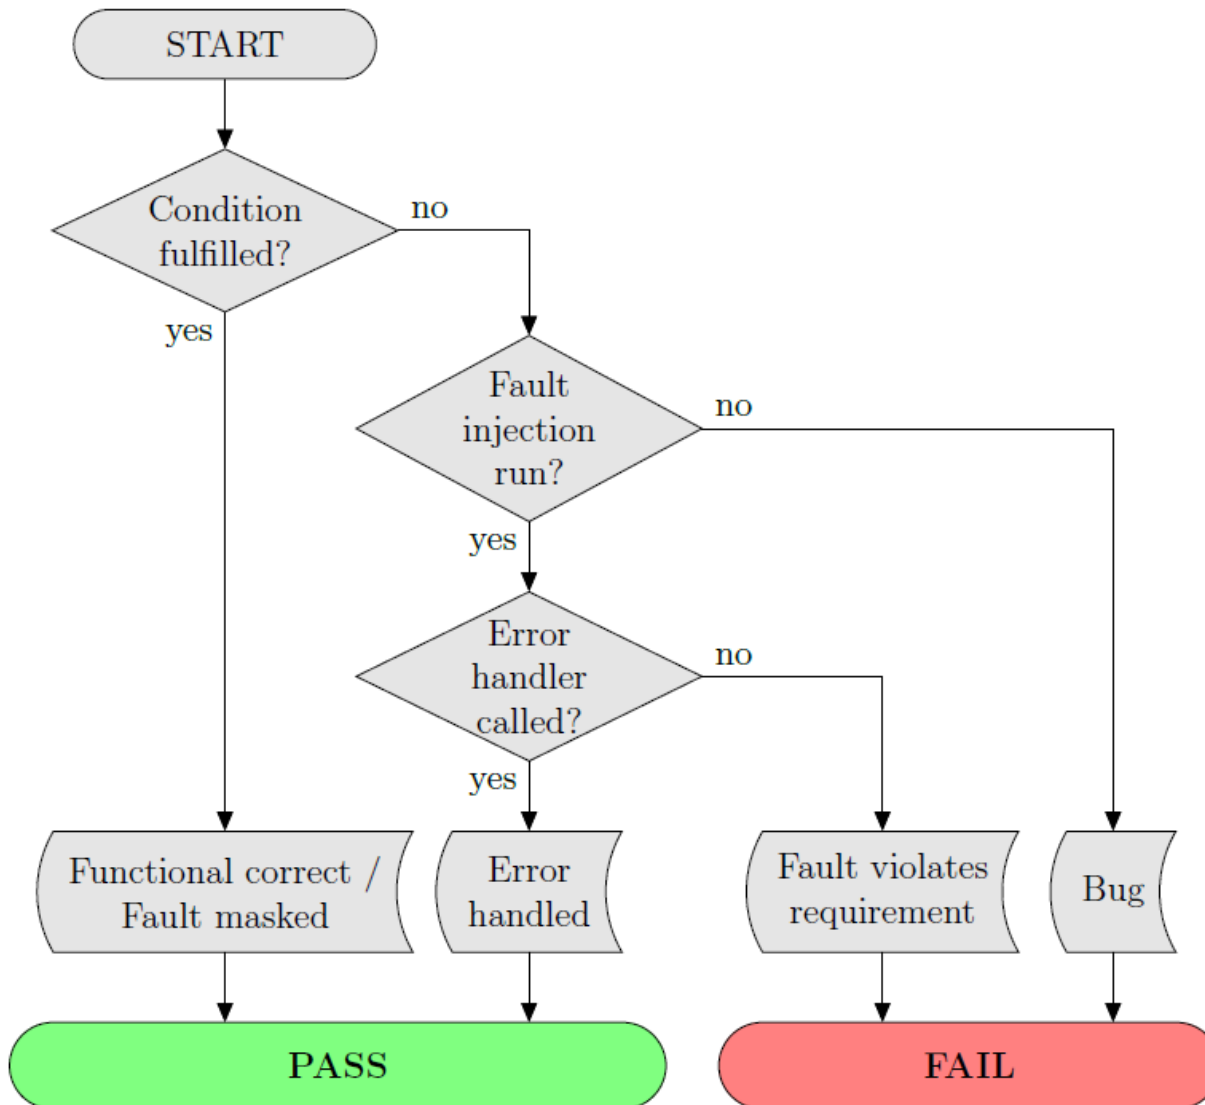 START
Condition
fulfilled?
no
yes
Fault
injection
run?
no
yes
Error
handler
called?
no
yes
Functional correct /
Fault masked
Error
handled
Fault violates
requirement
Bug
PASS
FAIL